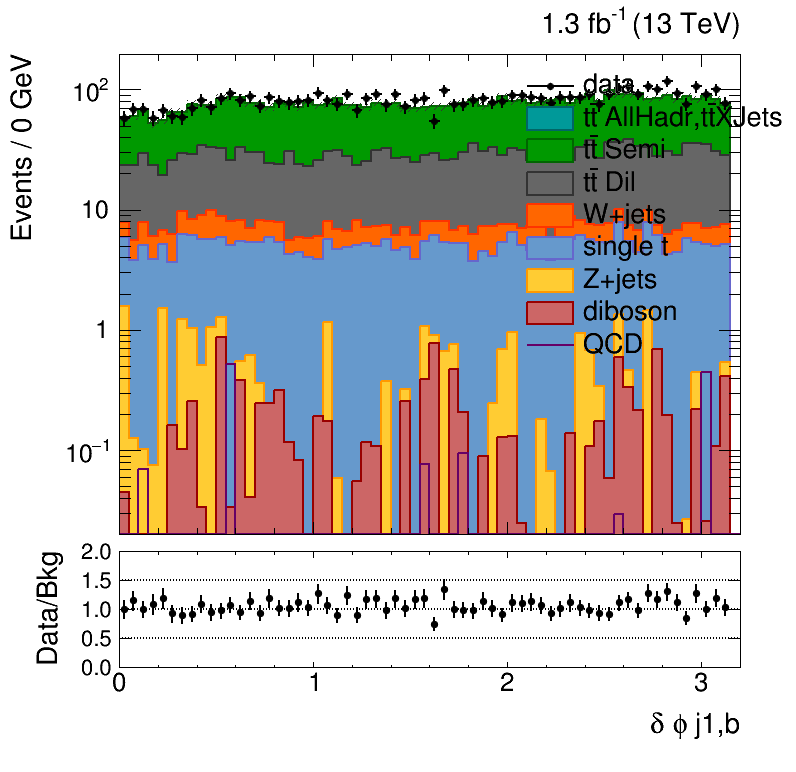 1.3 fb⁻¹ (13 TeV)
Events / 0 GeV
10²
10
1
10⁻¹
data
tt̄ AllHadr,tt̄XJets
tt̄ Semi
tt̄ Dil
W+jets
single t
Z+jets
diboson
QCD
Data/Bkg
2.0
1.5
1.0
0.5
0.0
0 1 2 3
δ ϕ j1,b